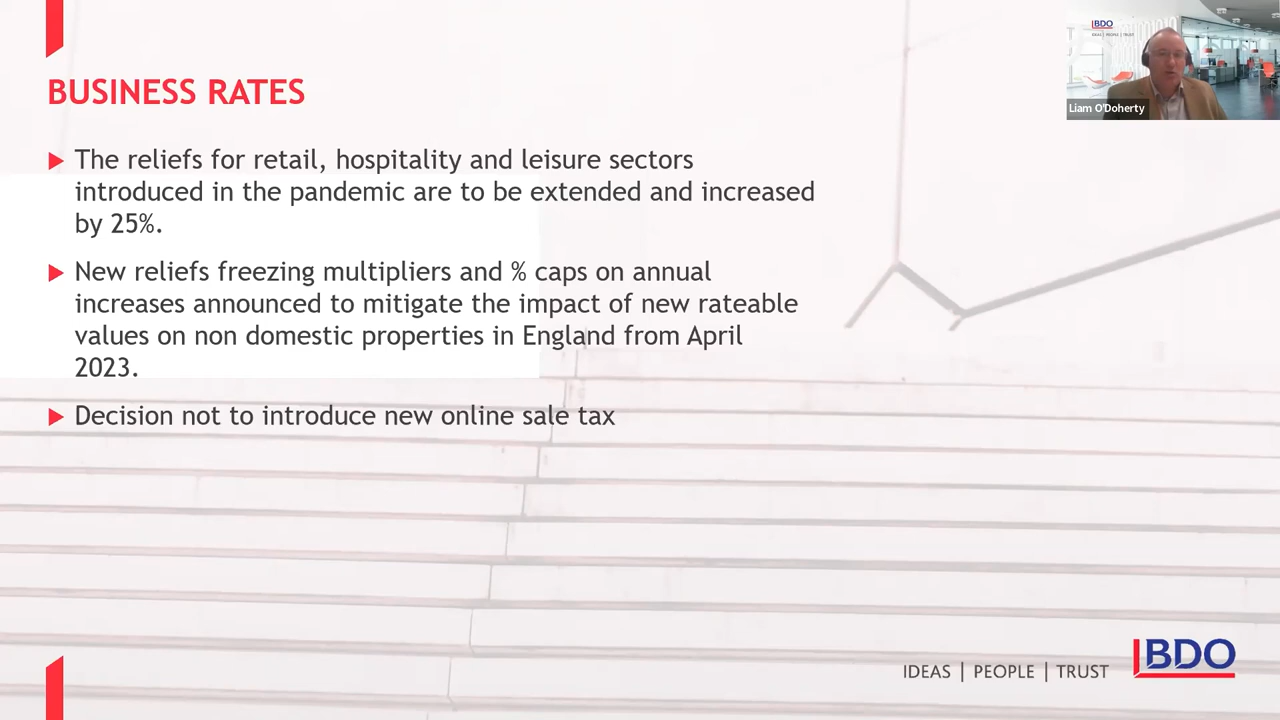 BUSINESS RATES
The reliefs for retail, hospitality and leisure sectors
introduced in the pandemic are to be extended and increased
by 25%.
New reliefs freezing multipliers and % caps on annual
increases announced to mitigate the impact of new rateable
values on non domestic properties in England from April
2023.
Decision not to introduce new online sale tax
BDO
IDEAS | PEOPLE | TRUST
Liam O'Doherty
IDEAS | PEOPLE | TRUST
BDO